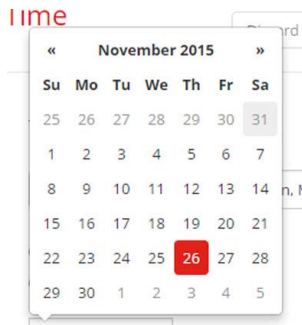 Time
« November 2015 »
Su Mo Tu We Th Fr Sa
25 26 27 28 29 30 31
1 2 3 4 5 6 7
8 9 10 11 12 13 14
15 16 17 18 19 20 21
22 23 24 25 26 27 28
29 30 1 2 3 4 5